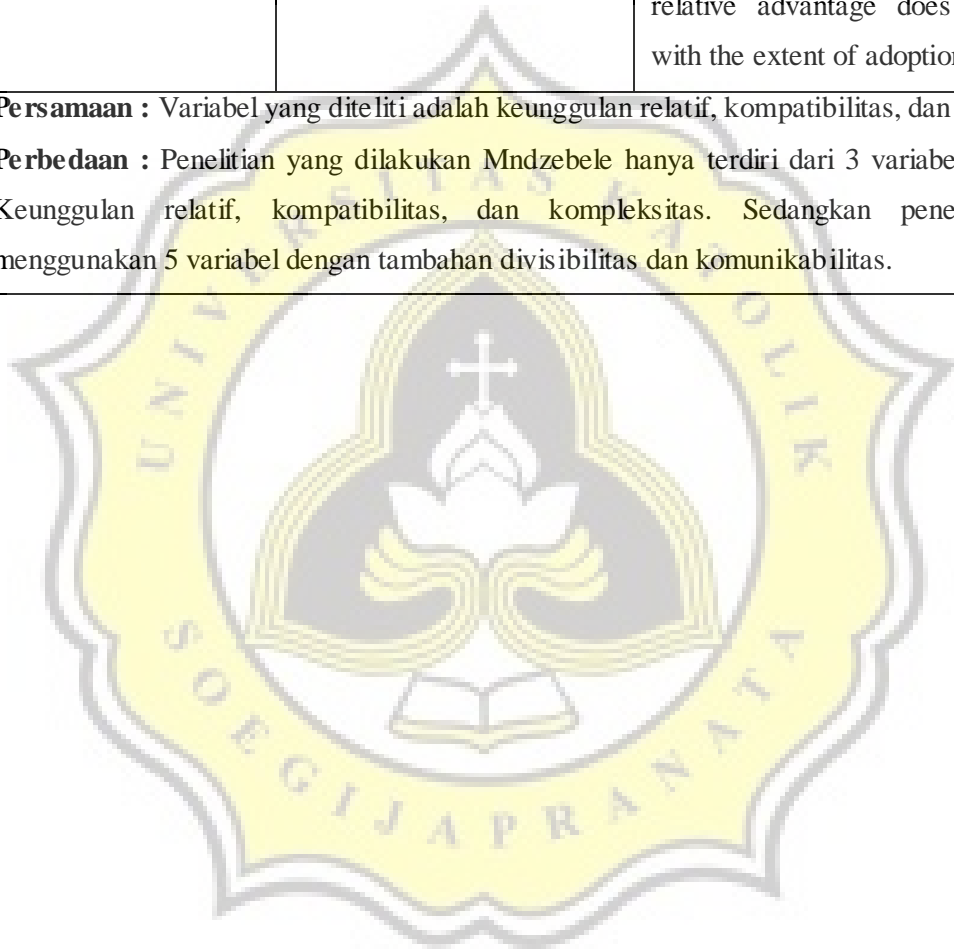 relative advantage does
with the extent of adoption
Persamaan : Variabel yang diteliti adalah keunggulan relatif, kompatibilitas, dan
Perbedaan : Penelitian yang dilakukan Mndzebele hanya terdiri dari 3 variabe
Keunggulan relatif, kompatibilitas, dan kompleksitas. Sedangkan pene
menggunakan 5 variabel dengan tambahan divisibilitas dan komunikabilitas.
UNIVERSITAS KATOLIK
SOEGIJAPRANATA